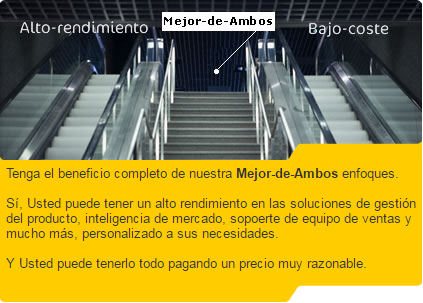 Mejor-de-Ambos
Alto-rendimiento
Bajo-coste
Tenga el beneficio completo de nuestra Mejor-de-Ambos enfoques.
Sí, Usted puede tener un alto rendimiento en las soluciones de gestión
del producto, inteligencia de mercado, sopoerte de equipo de ventas y
mucho más, personalizado a sus necesidades.
Y Usted puede tenerlo todo pagando un precio muy razonable.